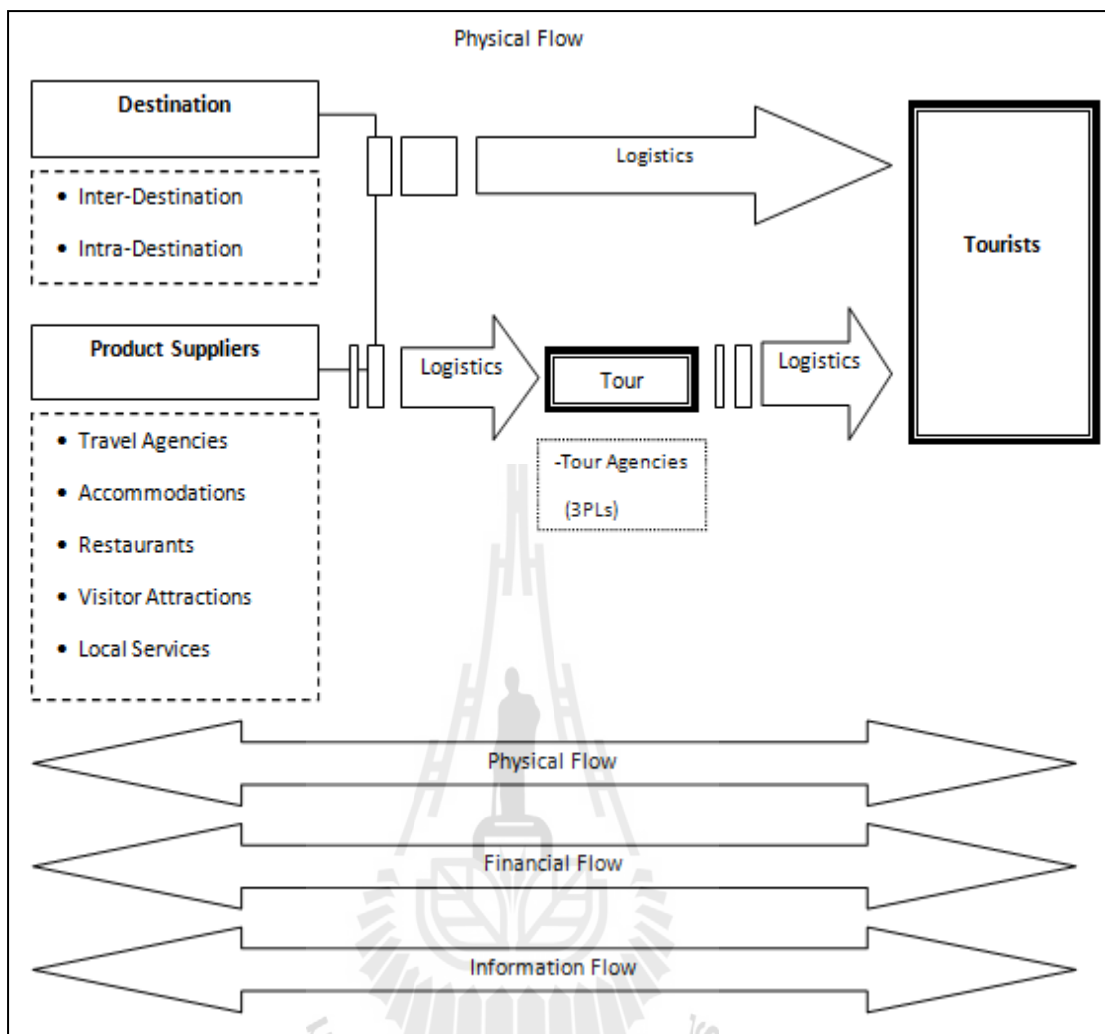 Physical Flow
Destination
• Inter-Destination
• Intra-Destination
Logistics
Tourists
Product Suppliers
Logistics
Tour
Logistics
-Tour Agencies
(3PLs)
• Travel Agencies
• Accommodations
• Restaurants
• Visitor Attractions
• Local Services
Physical Flow
Financial Flow
Information Flow